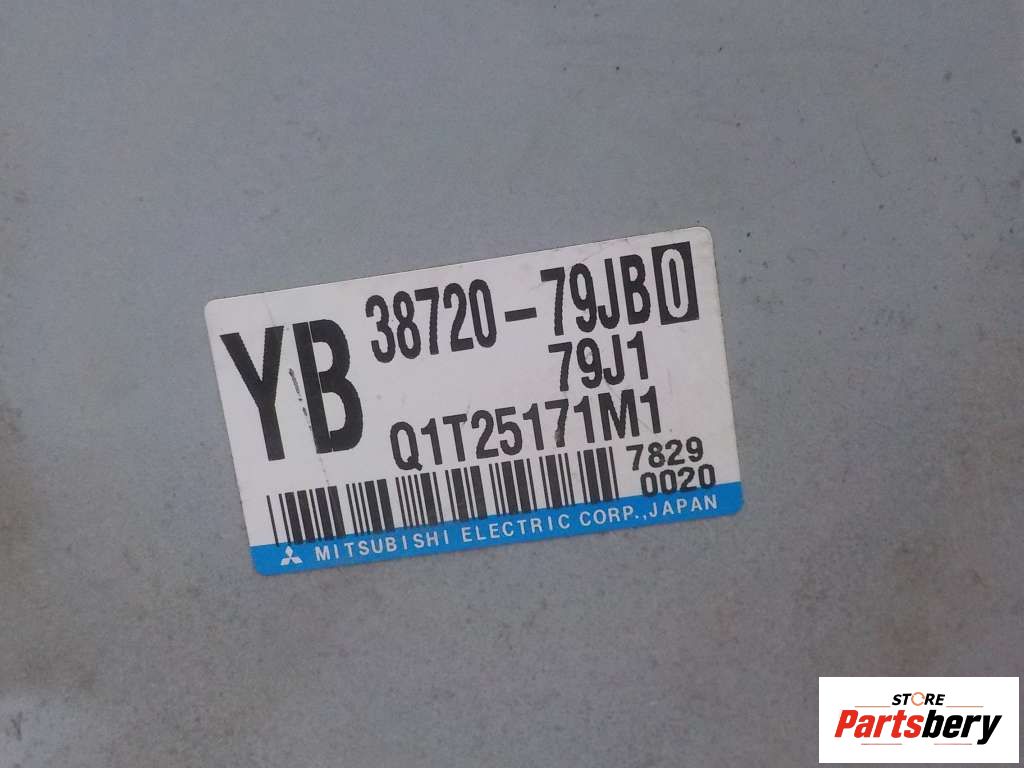 YB
38720-79JB0
79J1
Q1T25171M1
7829
0020
MITSUBISHI ELECTRIC CORP., JAPAN
STORE
Partsbery